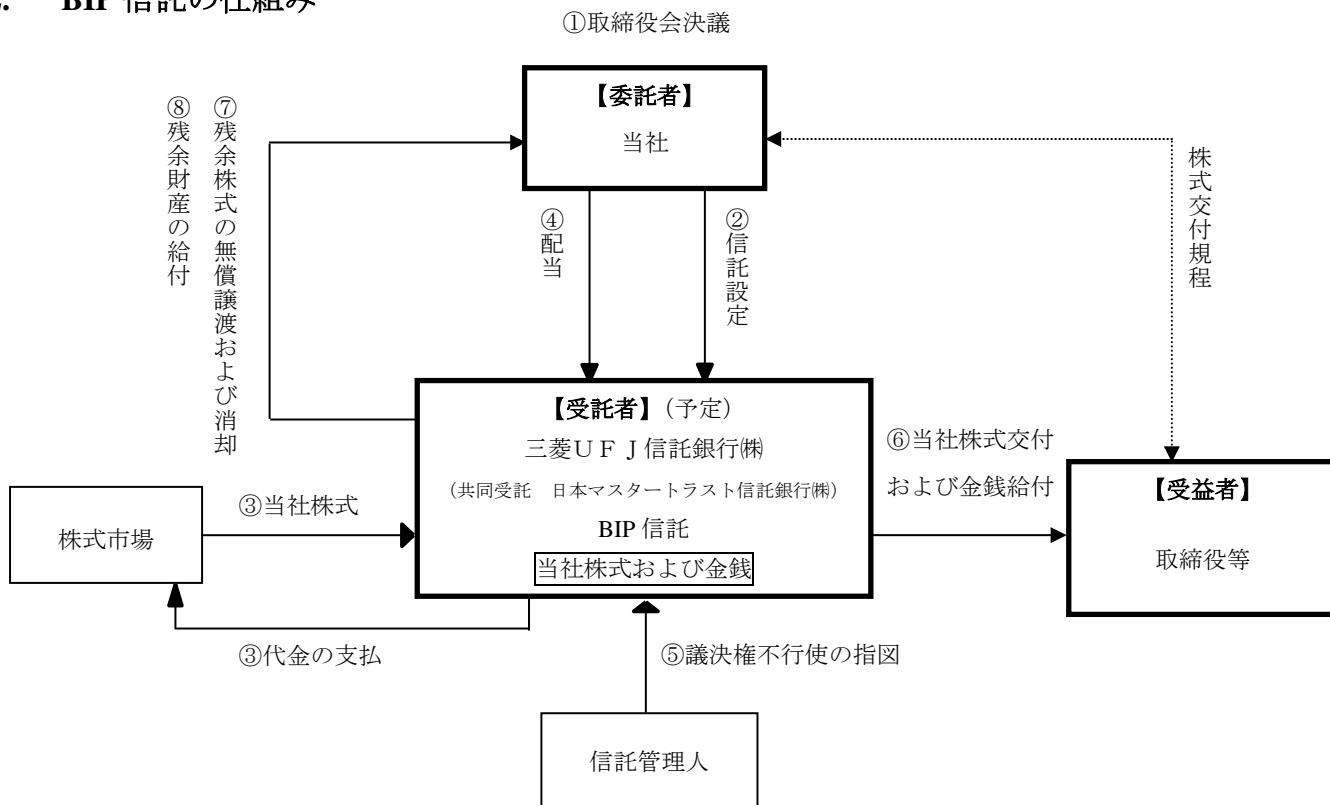 BIP 信託の仕組み
①取締役会決議
【委託者】
当社
⑧残余財産の給付
⑦残余株式の無償譲渡および消却
④配当
②信託設定
株式交付規程
【受託者】（予定）
三菱ＵＦＪ信託銀行㈱
（共同受託　日本マスタートラスト信託銀行㈱）
BIP 信託
当社株式および金銭
③当社株式
株式市場
③代金の支払
⑥当社株式交付
および金銭給付
【受益者】
取締役等
⑤議決権不行使の指図
信託管理人